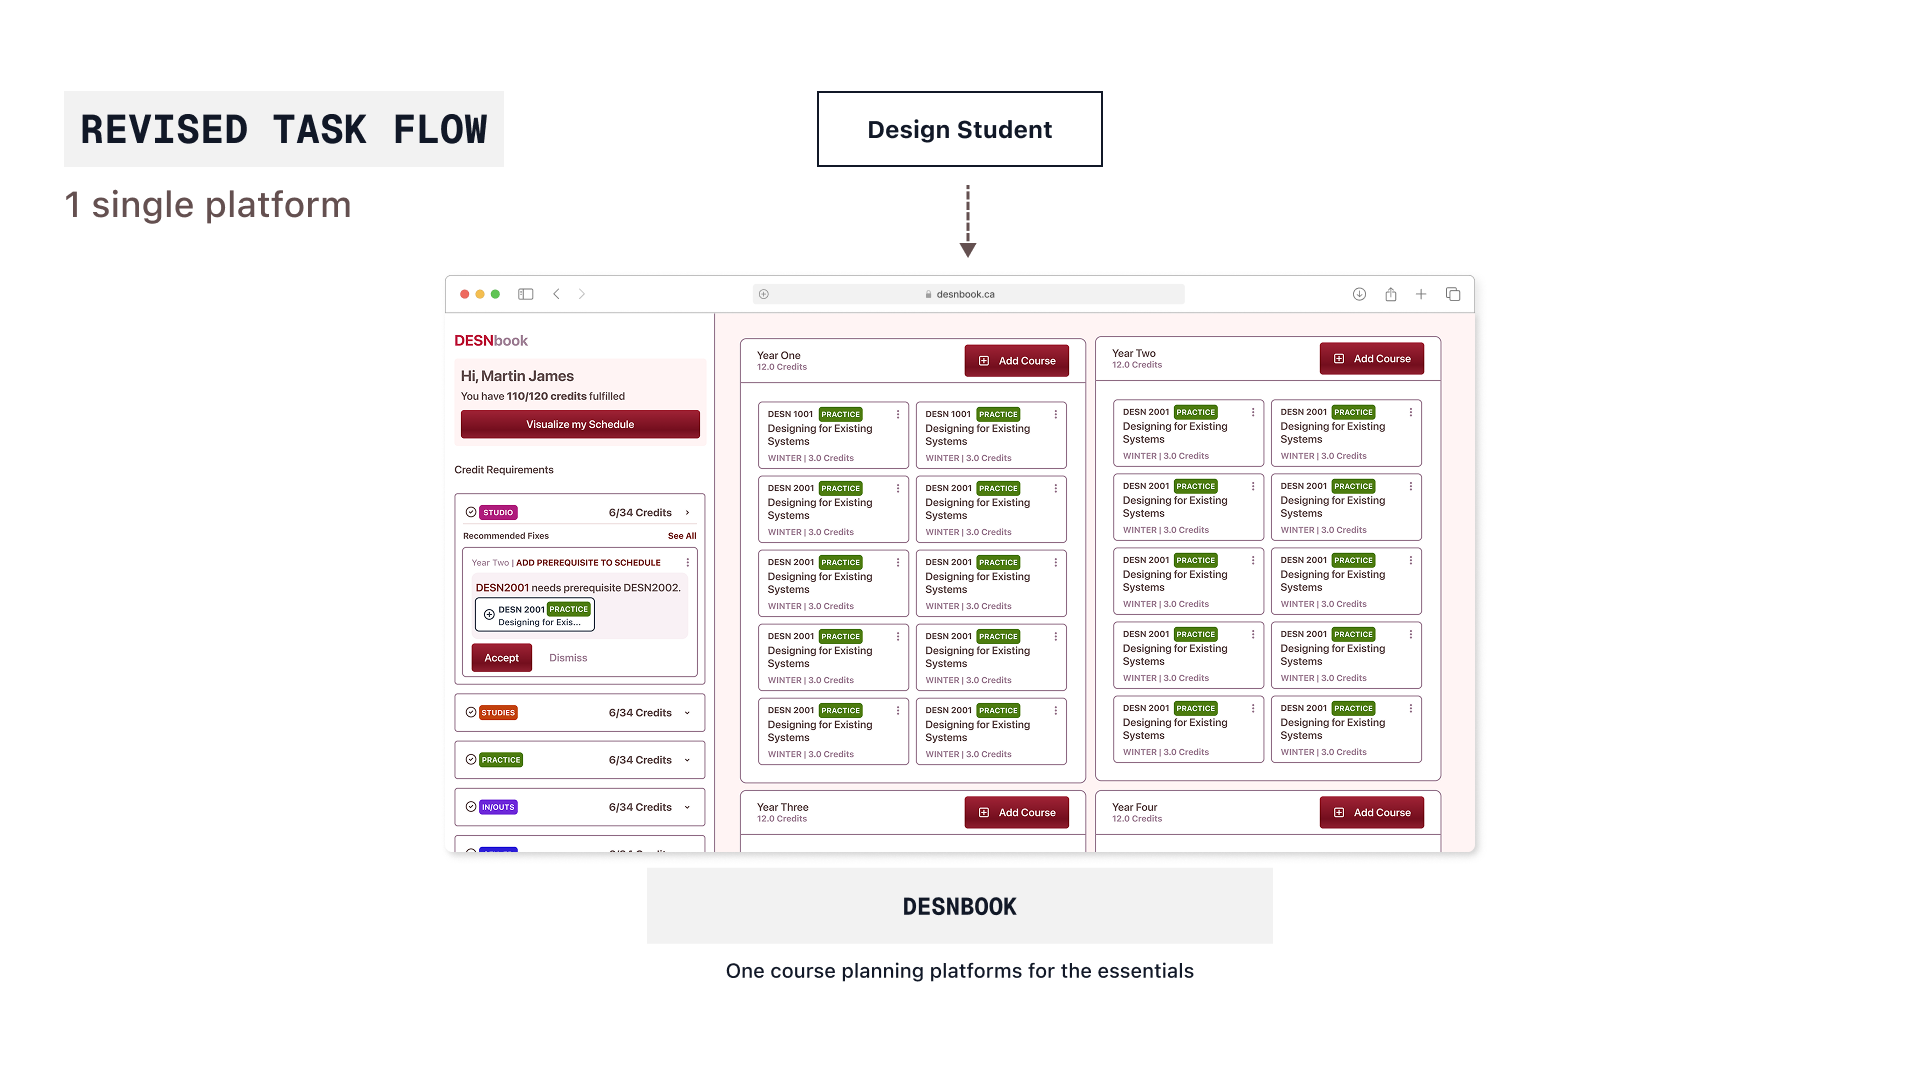 REVISED TASK FLOW
1 single platform
Design Student
desnbook.ca
DESNbook
Hi, Martin James
You have 110/120 credits fulfilled
Visualize my Schedule
Credit Requirements
STUDIO 6/34 Credits
Recommended Fixes See All
Year Two | ADD PREREQUISITE TO SCHEDULE
DESN2001 needs prerequisite DESN2002.
DESN 2001 PRACTICE
Designing for Exis...
Accept Dismiss
STUDIES 6/34 Credits
PRACTICE 6/34 Credits
IN/OUTS 6/34 Credits
Year One
12.0 Credits
Add Course
DESN 1001 PRACTICE
Designing for Existing
Systems
WINTER | 3.0 Credits
DESN 1001 PRACTICE
Designing for Existing
Systems
WINTER | 3.0 Credits
DESN 2001 PRACTICE
Designing for Existing
Systems
WINTER | 3.0 Credits
DESN 2001 PRACTICE
Designing for Existing
Systems
WINTER | 3.0 Credits
DESN 2001 PRACTICE
Designing for Existing
Systems
WINTER | 3.0 Credits
DESN 2001 PRACTICE
Designing for Existing
Systems
WINTER | 3.0 Credits
DESN 2001 PRACTICE
Designing for Existing
Systems
WINTER | 3.0 Credits
DESN 2001 PRACTICE
Designing for Existing
Systems
WINTER | 3.0 Credits
DESN 2001 PRACTICE
Designing for Existing
Systems
WINTER | 3.0 Credits
DESN 2001 PRACTICE
Designing for Existing
Systems
WINTER | 3.0 Credits
Year Two
12.0 Credits
Add Course
DESN 2001 PRACTICE
Designing for Existing
Systems
WINTER | 3.0 Credits
DESN 2001 PRACTICE
Designing for Existing
Systems
WINTER | 3.0 Credits
DESN 2001 PRACTICE
Designing for Existing
Systems
WINTER | 3.0 Credits
DESN 2001 PRACTICE
Designing for Existing
Systems
WINTER | 3.0 Credits
DESN 2001 PRACTICE
Designing for Existing
Systems
WINTER | 3.0 Credits
DESN 2001 PRACTICE
Designing for Existing
Systems
WINTER | 3.0 Credits
DESN 2001 PRACTICE
Designing for Existing
Systems
WINTER | 3.0 Credits
DESN 2001 PRACTICE
Designing for Existing
Systems
WINTER | 3.0 Credits
DESN 2001 PRACTICE
Designing for Existing
Systems
WINTER | 3.0 Credits
DESN 2001 PRACTICE
Designing for Existing
Systems
WINTER | 3.0 Credits
Year Three
12.0 Credits
Add Course
Year Four
12.0 Credits
Add Course
DESNBOOK
One course planning platforms for the essentials